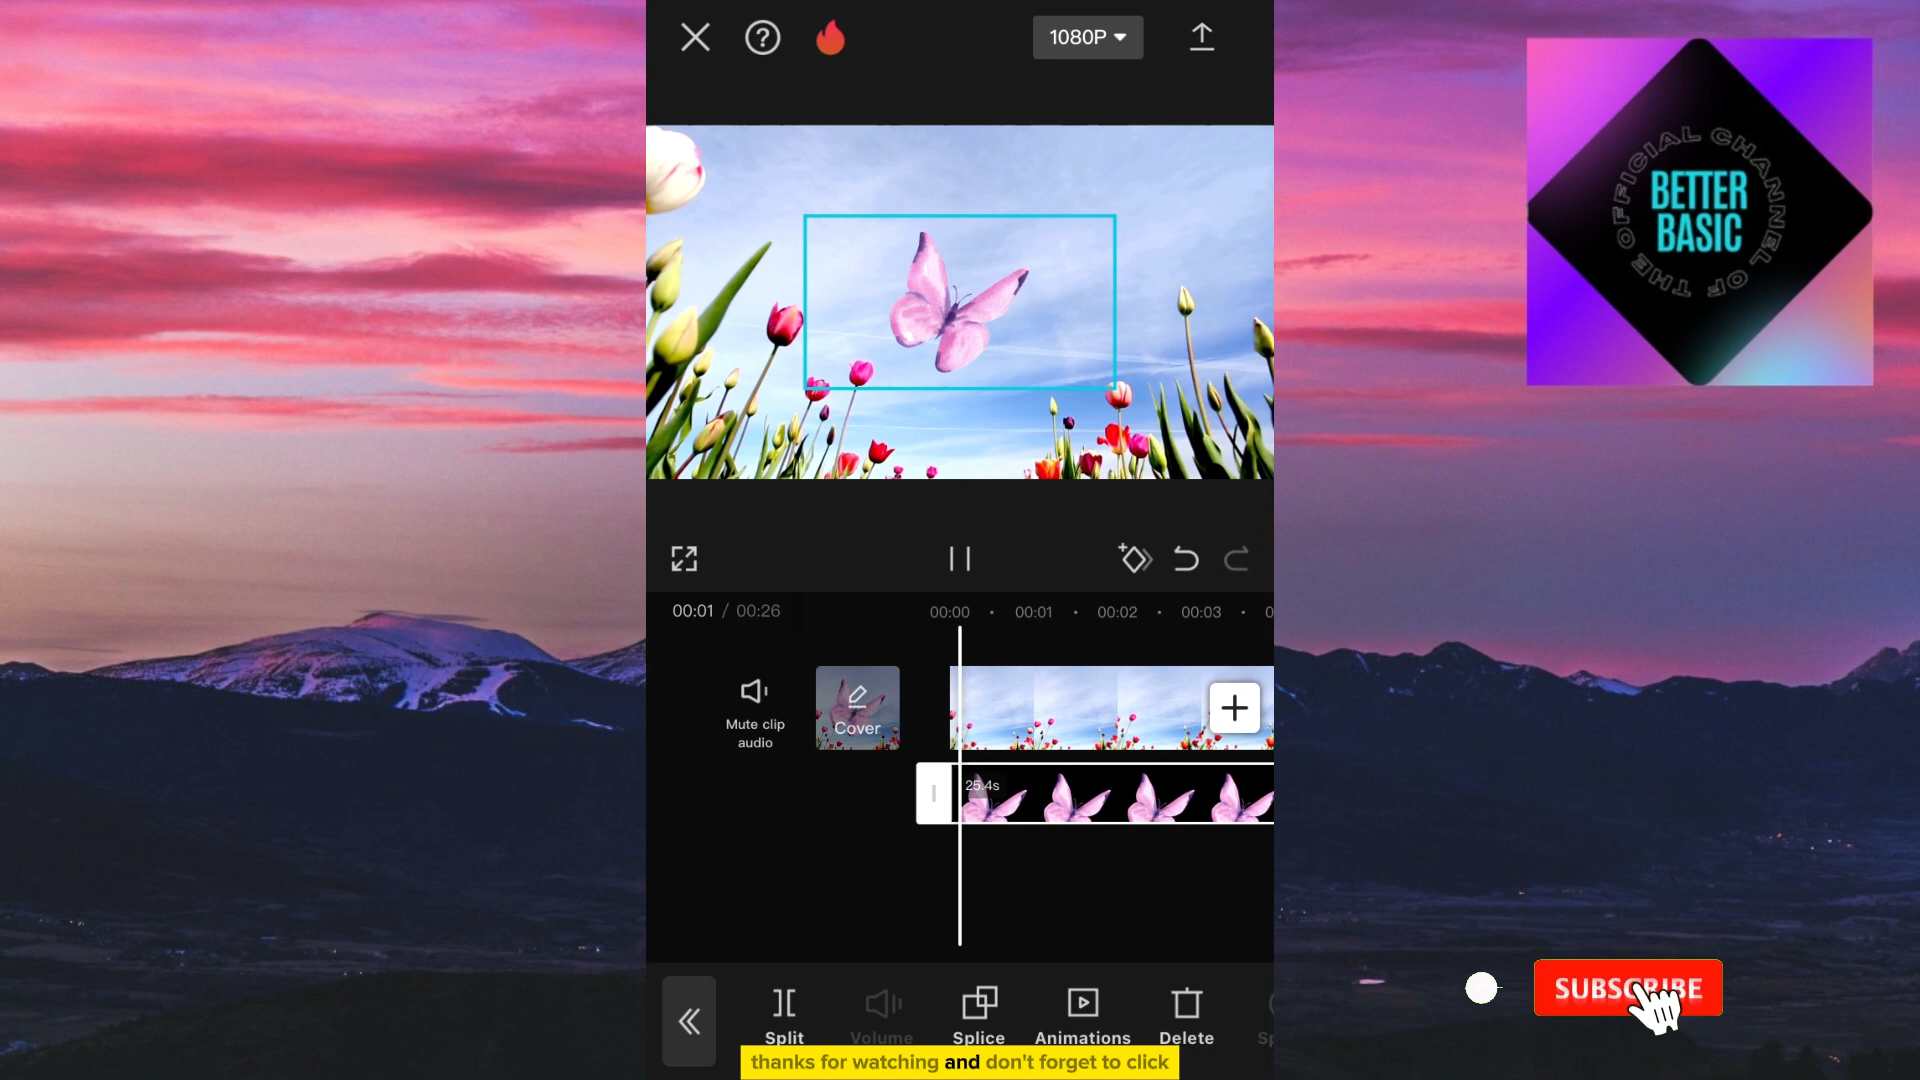 1080P
OFFICIAL CHANNEL OF THE
BETTER
BASIC
00:01 / 00:26
00:00 00:01 00:02 00:03 0
Mute clip
audio
Cover
25.4s
Split Volume Splice Animations Delete Sp
thanks for watching and don't forget to click
SUBSCRIBE